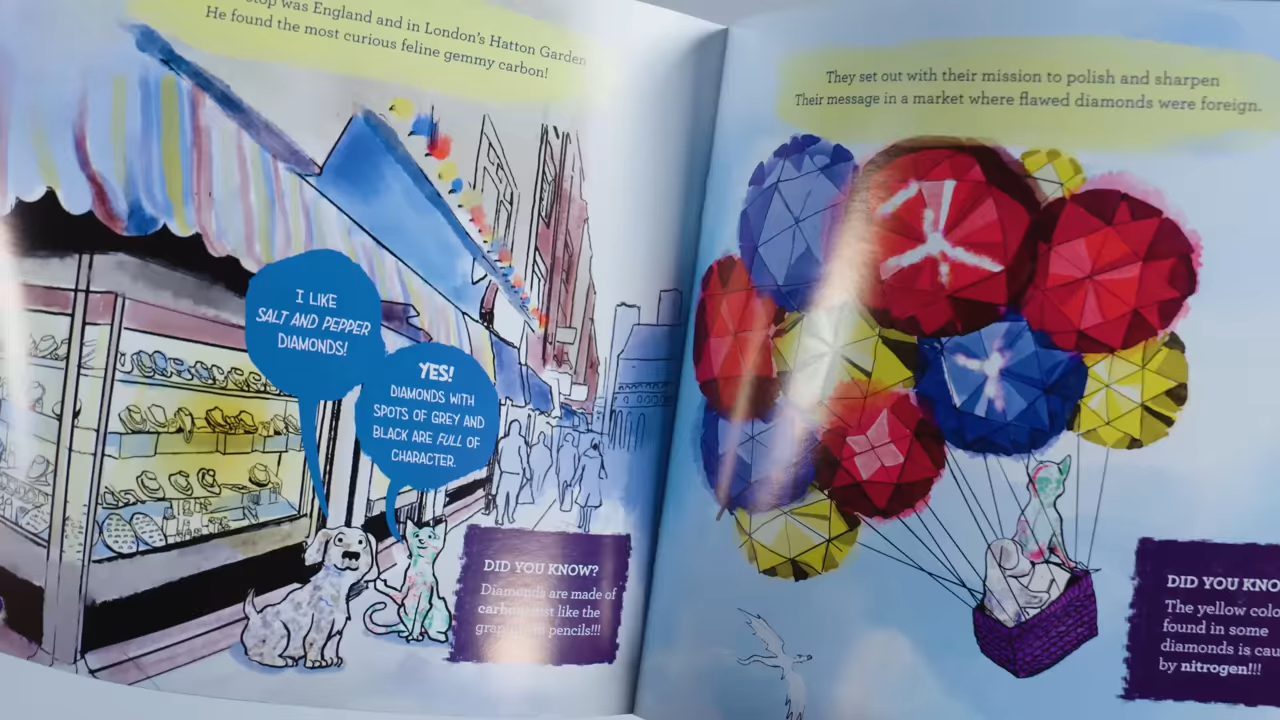 stop was England and in London's Hatton Garden
He found the most curious feline gemmy carbon!
I LIKE
SALT AND PEPPER
DIAMONDS!
YES!
DIAMONDS WITH
SPOTS OF GREY AND
BLACK ARE FULL OF
CHARACTER.
DID YOU KNOW?
Diamonds are made of
carbon just like the
in pencils!!!
They set out with their mission to polish and sharpen
Their message in a market where flawed diamonds were foreign.
DID YOU KNO
The yellow colo
found in some
diamonds is cau
by nitrogen!!!